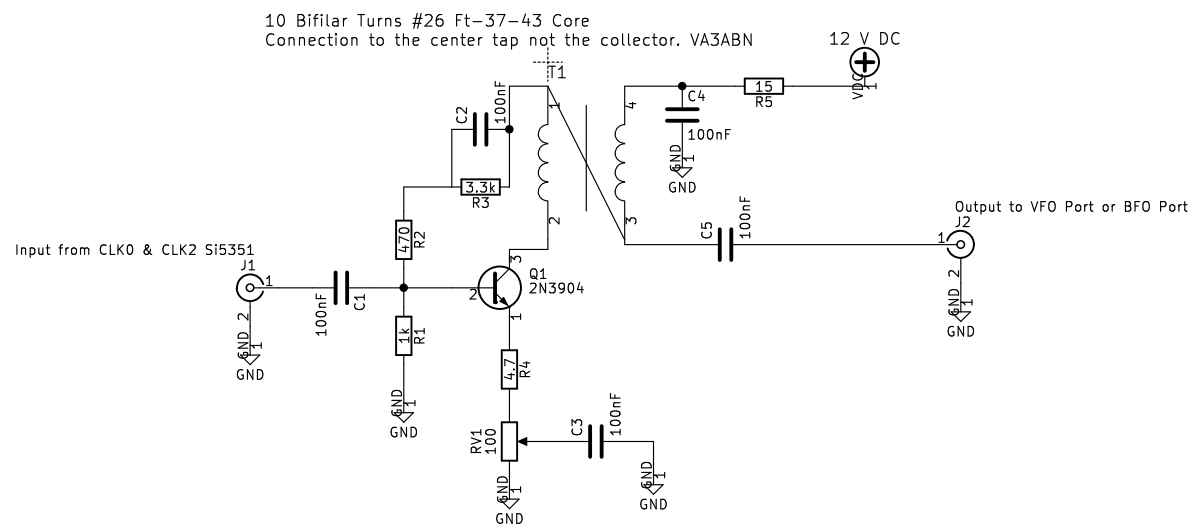 10 Bifilar Turns #26 Ft-37-43 Core
Connection to the center tap not the collector. VA3ABN
12 V DC
T1
VDC
1
C2
100nF
1
4
C4
100nF
15
R5
GND
1
GND
3.3k
R3
2
3
C5
100nF
Output to VFO Port or BFO Port
J2
1
2
GND
1
GND
Input from CLK0 & CLK2 Si5351
J1
1
2
GND
1
GND
470
R2
100nF
C1
3
Q1
2N3904
2
1
1k
R1
GND
1
GND
4.7
R4
RV1
100
C3
100nF
GND
1
GND
GND
1
GND